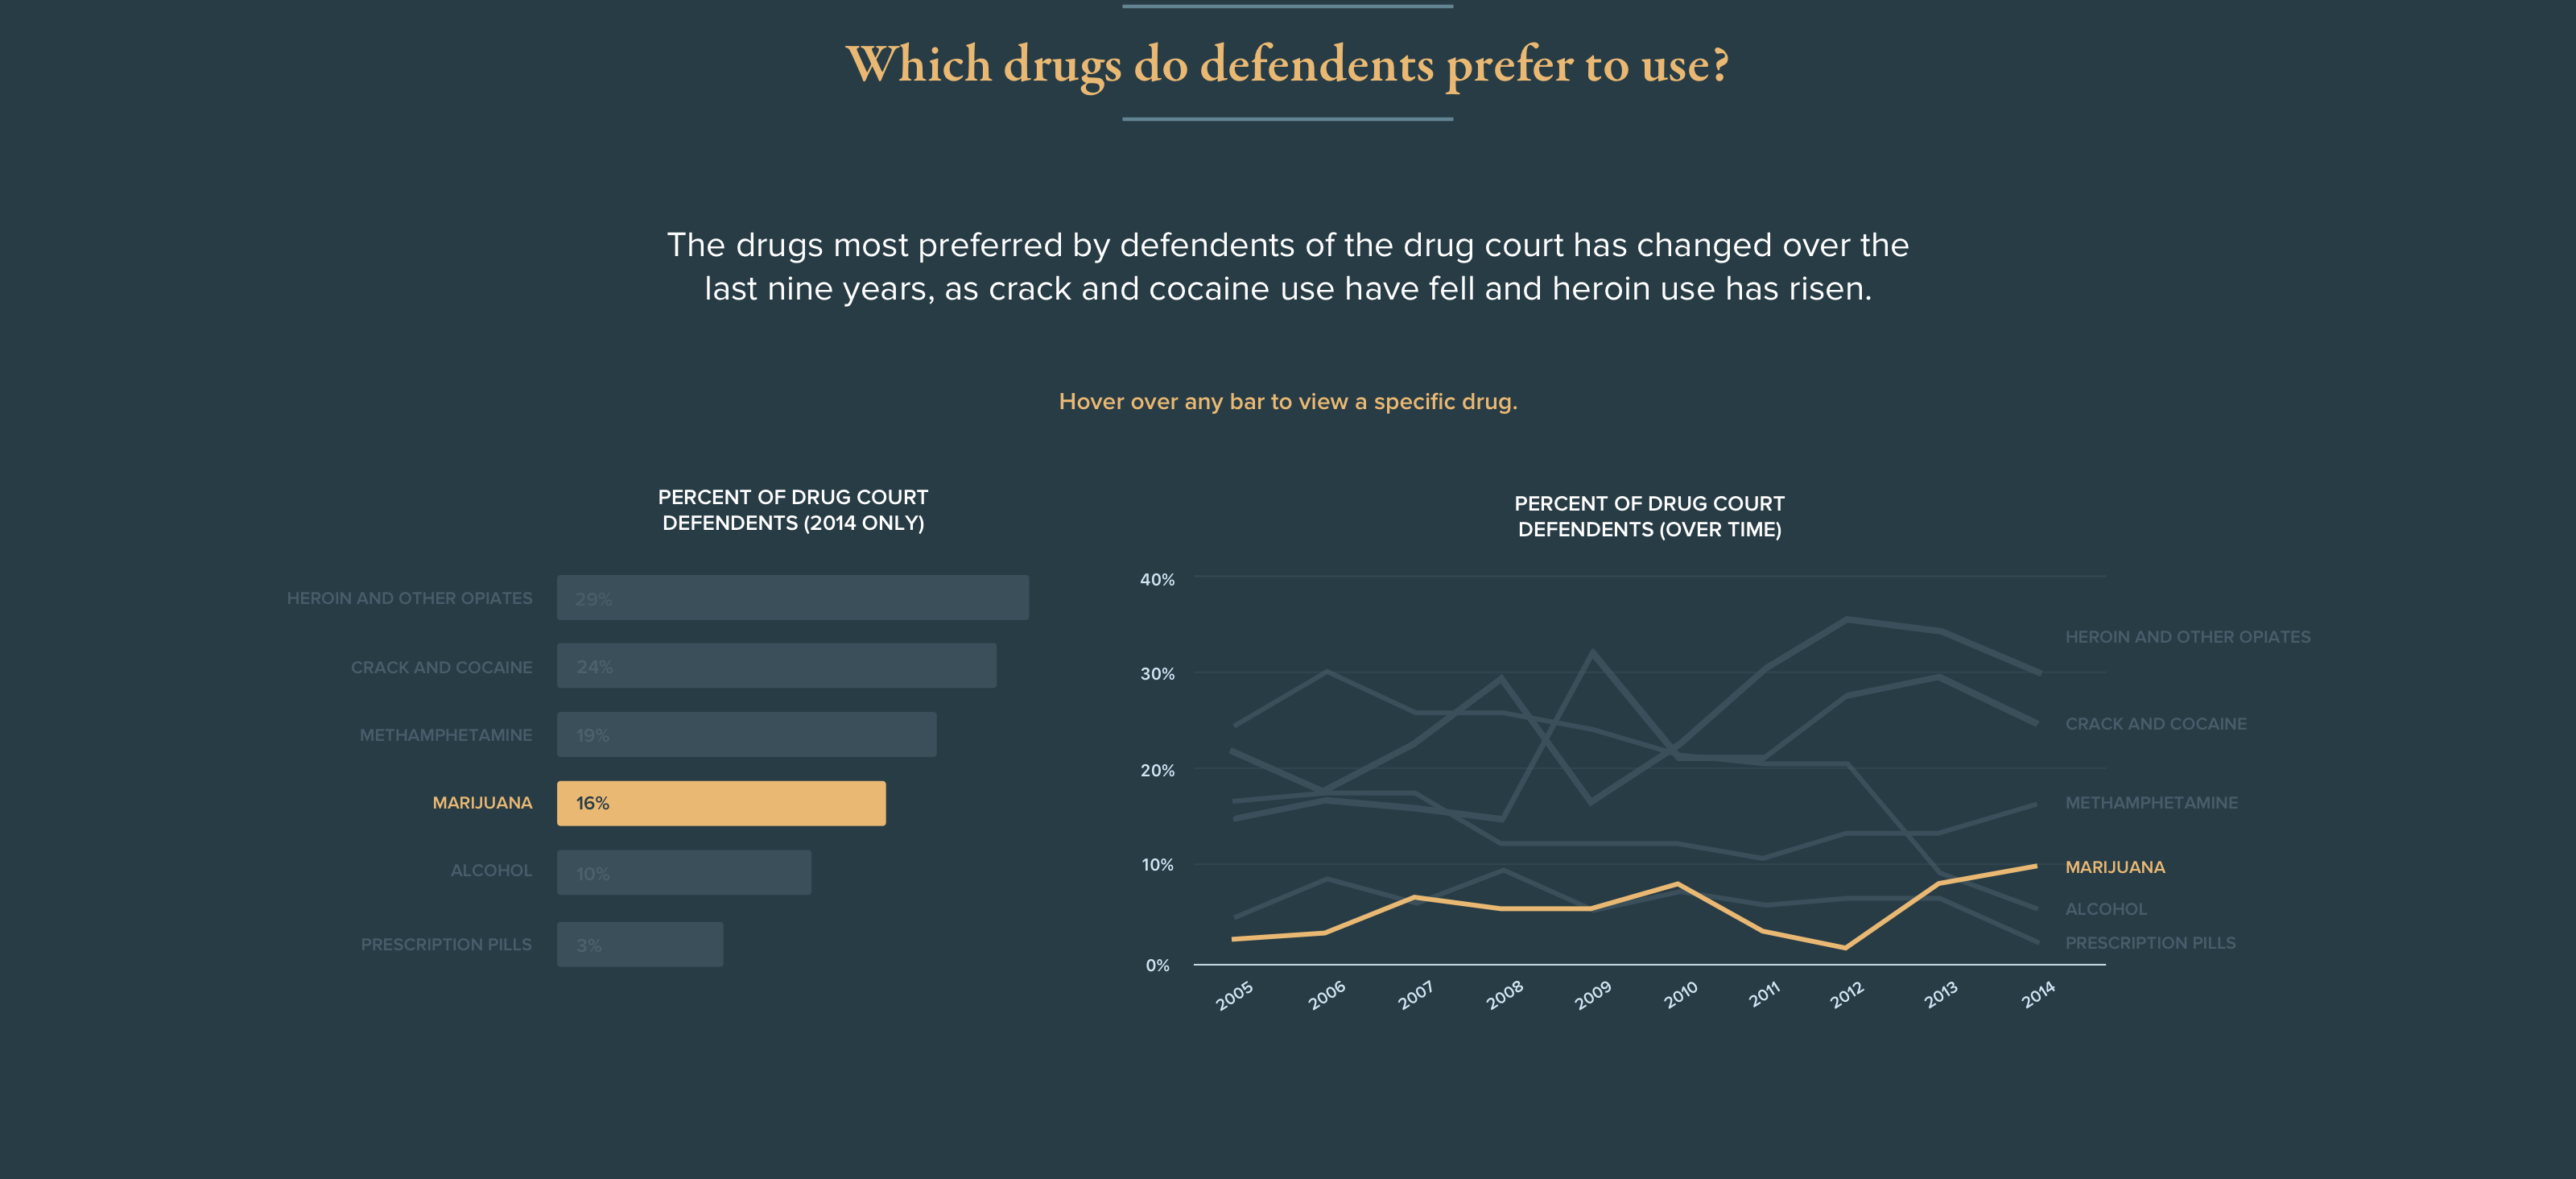 Which drugs do defendents prefer to use?
The drugs most preferred by defendents of the drug court has changed over the
last nine years, as crack and cocaine use have fell and heroin use has risen.
Hover over any bar to view a specific drug.
PERCENT OF DRUG COURT
DEFENDENTS (2014 ONLY)
HEROIN AND OTHER OPIATES
29%
CRACK AND COCAINE
24%
METHAMPHETAMINE
19%
MARIJUANA
16%
ALCOHOL
10%
PRESCRIPTION PILLS
3%
PERCENT OF DRUG COURT
DEFENDENTS (OVER TIME)
40%
30%
20%
10%
0%
2005
2006
2007
2008
2009
2010
2011
2012
2013
2014
HEROIN AND OTHER OPIATES
CRACK AND COCAINE
METHAMPHETAMINE
MARIJUANA
ALCOHOL
PRESCRIPTION PILLS